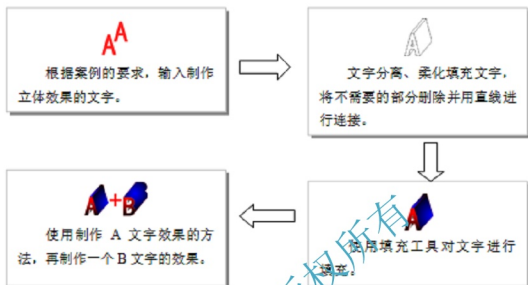 AA
根据案例的要求，输入制作
立体效果的文字。
A
文字分离、柔化填充文字，
将不需要的部分删除并用直线进
行连接。
A
使用填充工具对文字进行
填充。
A+B
使用制作 A 文字效果的方
法，再制作一个B文字的效果。
版权所有